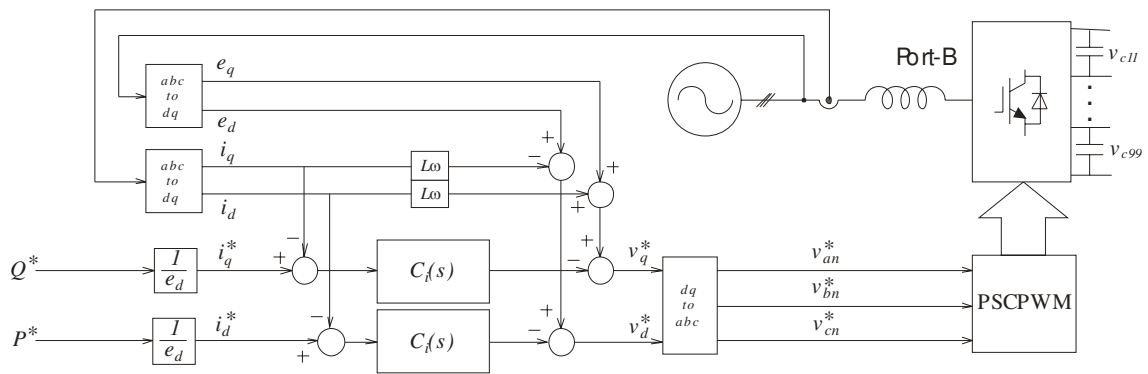 abc
to
dq
e_q
e_d
abc
to
dq
i_q
i_d
Lω
Lω
+
−
+
+
Port-B
v_c11
v_c99
Q*
1
e_d
i_q*
−
+
C_i(s)
+
−
v_q*
P*
1
e_d
i_d*
−
+
C_i(s)
+
−
v_d*
dq
to
abc
v_an*
v_bn*
v_cn*
PSCPWM